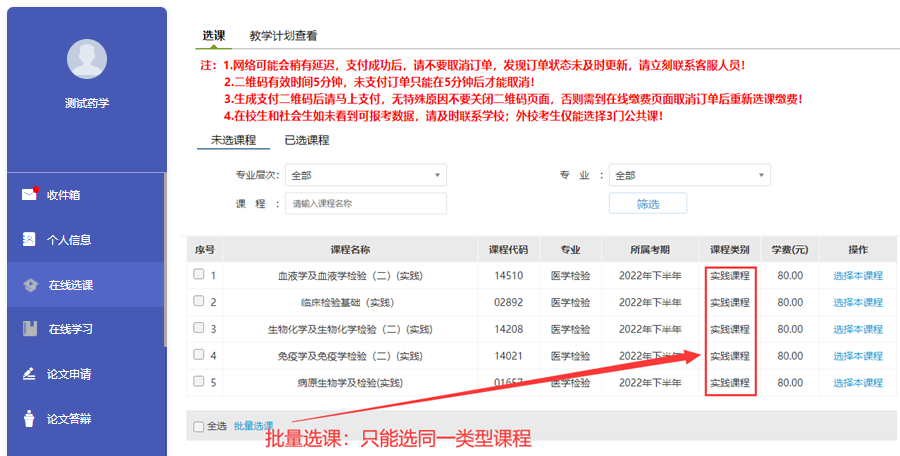 测试药学
收件箱
个人信息
在线选课
在线学习
论文申请
论文答辩
选课 教学计划查看
注：1.网络可能会稍有延迟，支付成功后，请不要取消订单，发现订单状态未及时更新，请立刻联系客服人员！
2.二维码有效时间5分钟，未支付订单只能在5分钟后才能取消！
3.生成支付二维码后请马上支付，无特殊原因不要关闭二维码页面，否则需到在线缴费页面取消订单后重新选课缴费！
4.在校生和社会生如未看到可报考数据，请及时联系学校；外校考生仅能选择3门公共课！
未选课程 已选课程
专业层次： 全部 专 业 ： 全部
课 程 ： 请输入课程名称 筛选
序号 课程名称 课程代码 专业 所属考期 课程类别 学费(元) 操作
1 血液学及血液学检验（二）(实践) 14510 医学检验 2022年下半年 实践课程 80.00 选择本课程
2 临床检验基础（实践） 02892 医学检验 2022年下半年 实践课程 80.00 选择本课程
3 生物化学及生物化学检验（二）(实践) 14208 医学检验 2022年下半年 实践课程 80.00 选择本课程
4 免疫学及免疫学检验（二）(实践) 14021 医学检验 2022年下半年 实践课程 80.00 选择本课程
5 病原生物学及检验(实践) 01657 医学检验 2022年下半年 实践课程 80.00 选择本课程
全选 批量选课
批量选课：只能选同一类型课程